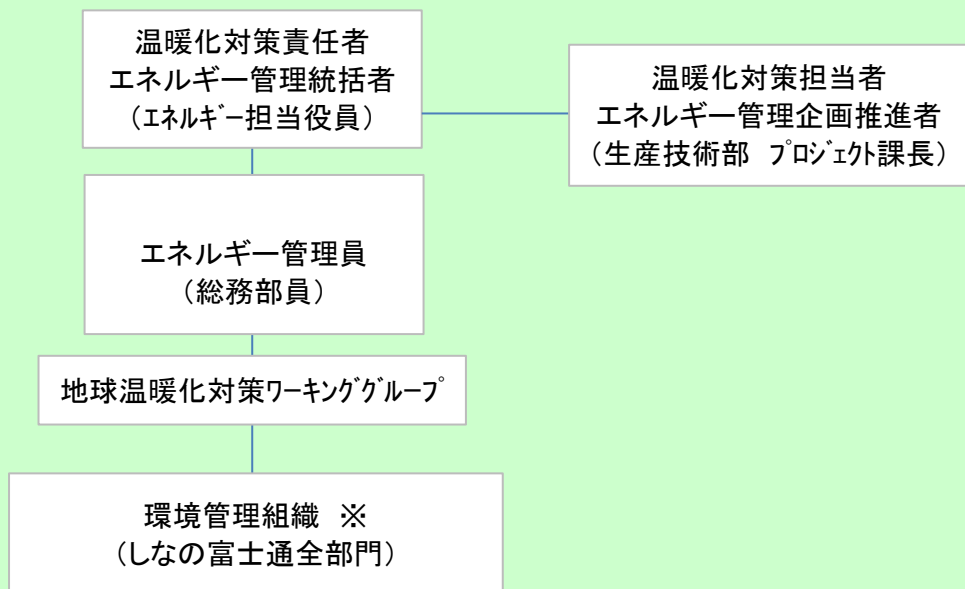 温暖化対策責任者
エネルギー管理統括者
（ｴﾈﾙｷﾞｰ担当役員）
温暖化対策担当者
エネルギー管理企画推進者
（生産技術部　ﾌﾟﾛｼﾞｪｸﾄ課長）
エネルギー管理員
（総務部員）
地球温暖化対策ﾜｰｷﾝｸﾞｸﾞﾙｰﾌﾟ
環境管理組織　※
（しなの富士通全部門）